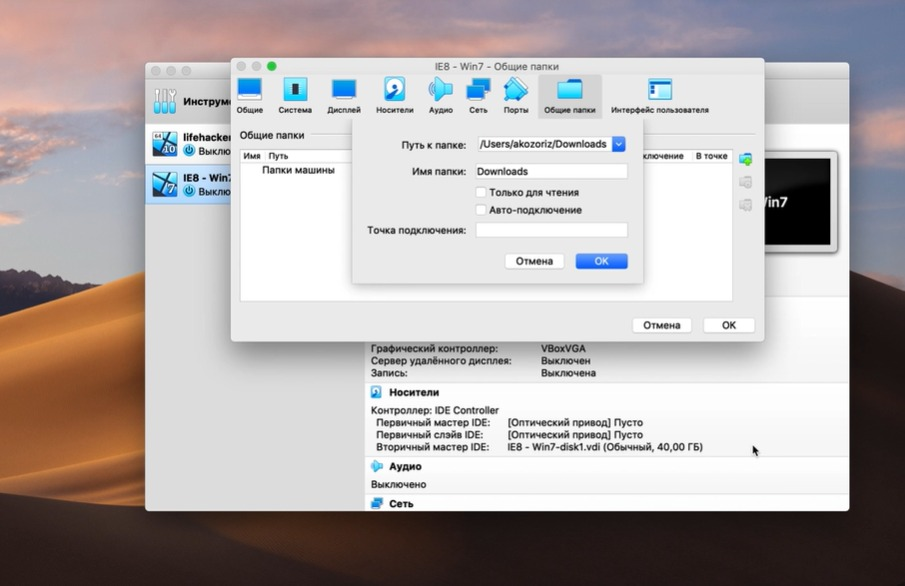 IE8 - Win7 - Общие папки
Общие
Система
Дисплей
Носители
Аудио
Сеть
Порты
Общие папки
Интерфейс пользователя
Инструм
64
10
lifehacker
Выклю
7
IE8 - Win7
Выклю
Общие папки
Имя Путь
ключение В точке
Папки машины
Путь к папке: /Users/akozoriz/Downloads
Имя папки: Downloads
Только для чтения
Авто-подключение
Точка подключения:
Отмена OK
Win7
Отмена OK
Графический контроллер: VBoxVGA
Сервер удалённого дисплея: Выключен
Запись: Выключена
Носители
Контроллер: IDE Controller
Первичный мастер IDE: [Оптический привод] Пусто
Первичный слэйв IDE: [Оптический привод] Пусто
Вторичный мастер IDE: IE8 - Win7-disk1.vdi (Обычный, 40,00 ГБ)
Аудио
Выключено
Сеть